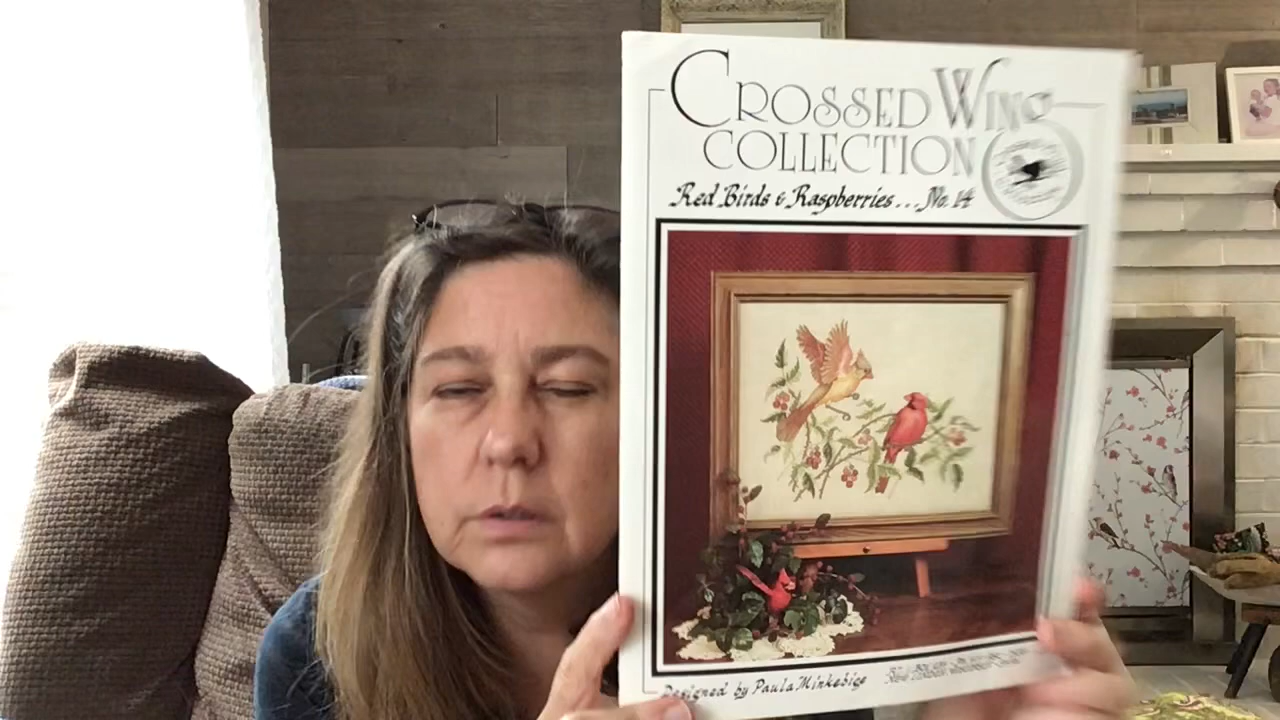 CROSSED WING
COLLECTION
Red Birds & Raspberries... No. 14
Designed by Paula Minkebige